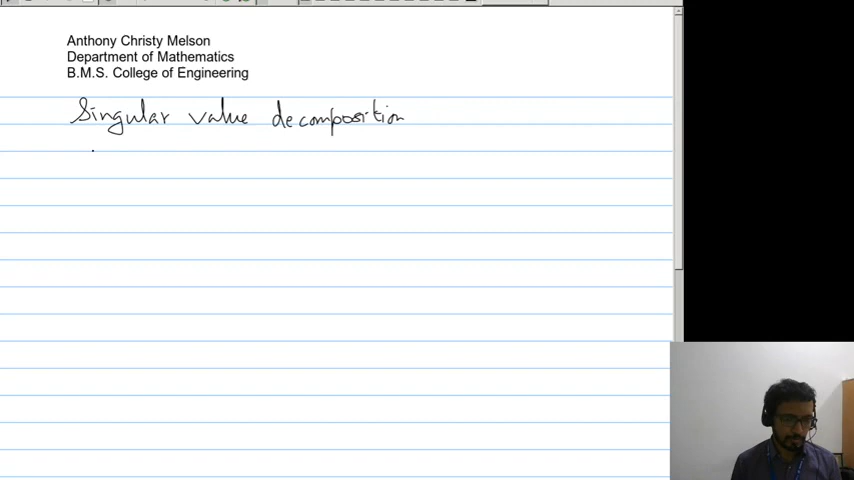 Anthony Christy Melson
Department of Mathematics
B.M.S. College of Engineering
Singular value decomposition